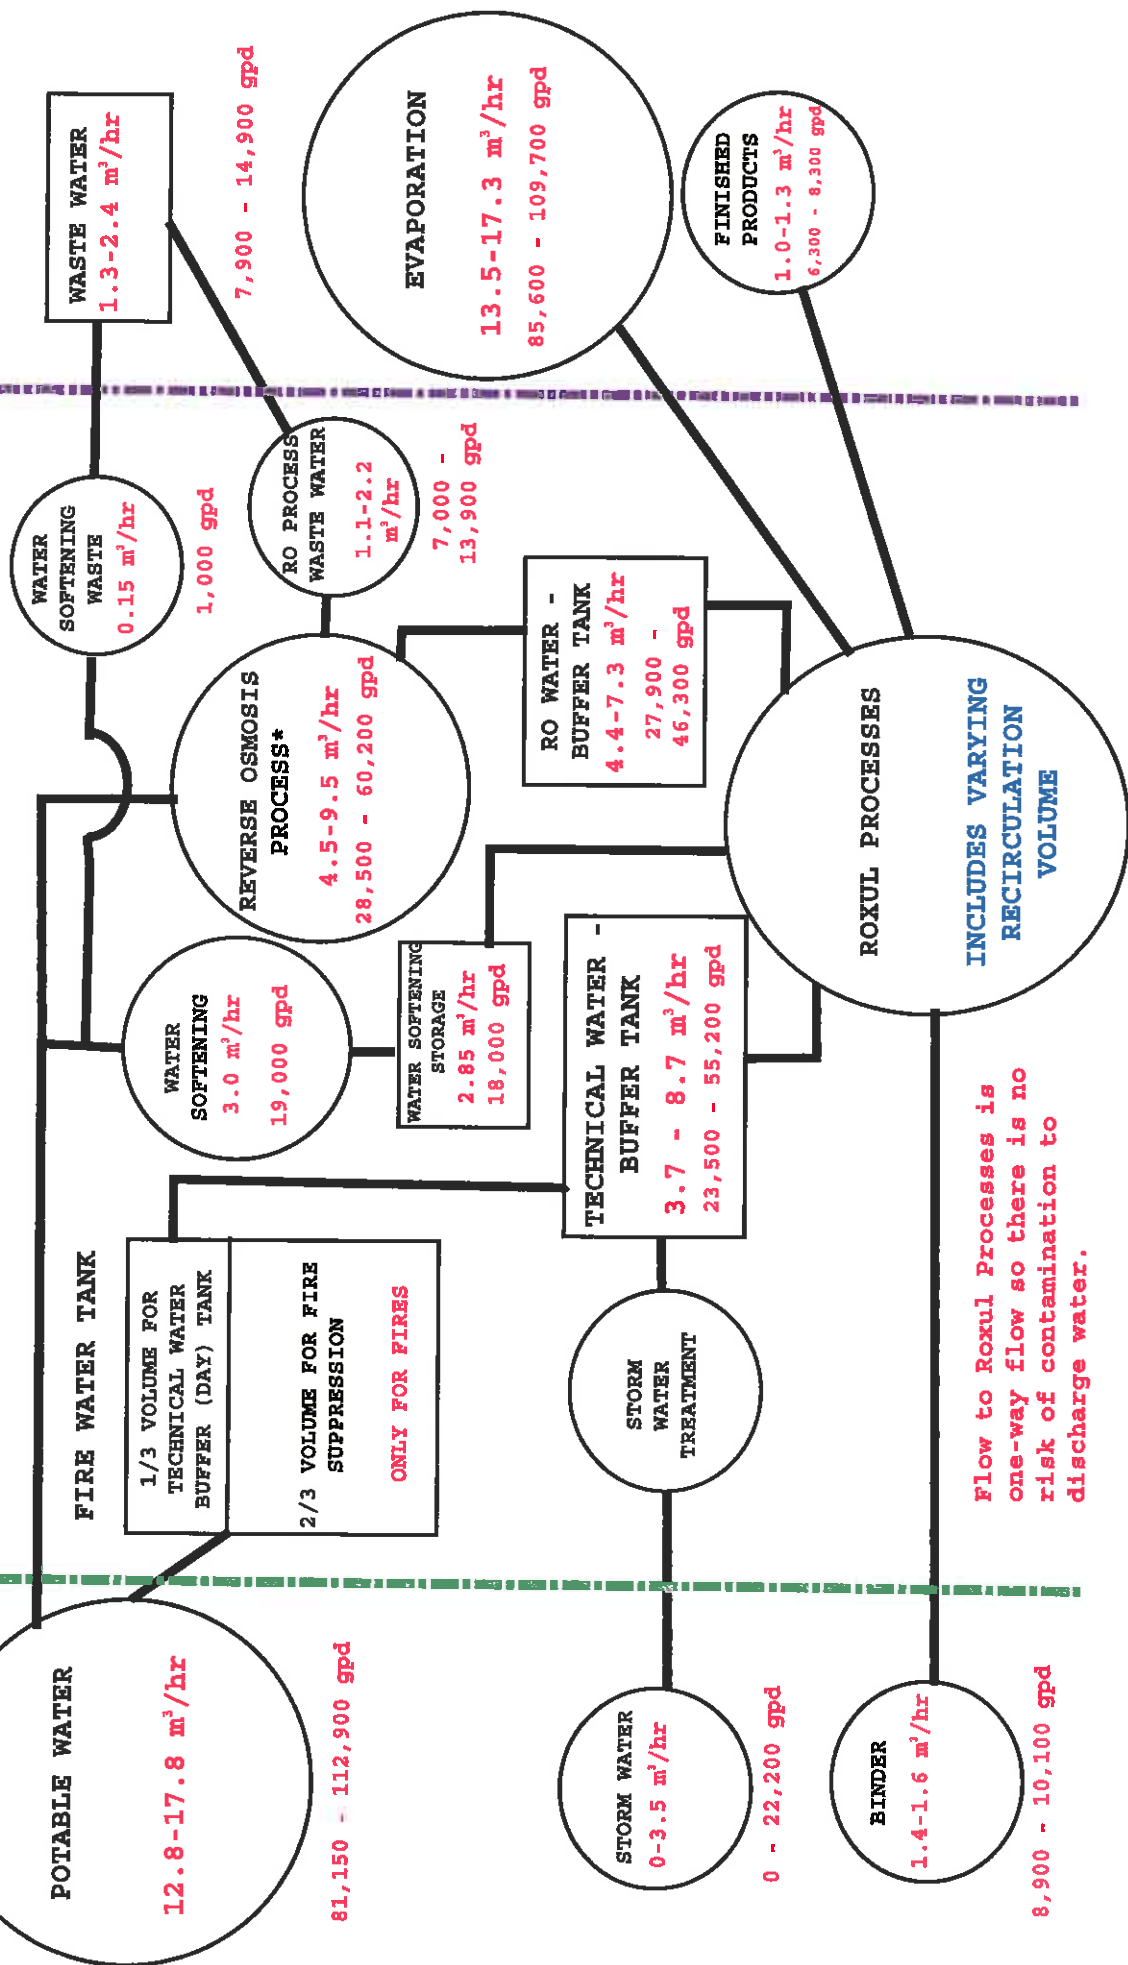 POTABLE WATER
12.8-17.8 m³/hr
81,150 - 112,900 gpd
STORM WATER
0-3.5 m³/hr
0 - 22,200 gpd
BINDER
1.4-1.6 m³/hr
8,900 - 10,100 gpd
FIRE WATER TANK
1/3 VOLUME FOR
TECHNICAL WATER
BUFFER (DAY) TANK
2/3 VOLUME FOR FIRE
SUPPRESSION
ONLY FOR FIRES
STORM
WATER
TREATMENT
Flow to Roxul Processes is
one-way flow so there is no
risk of contamination to
discharge water.
WATER
SOFTENING
3.0 m³/hr
19,000 gpd
WATER SOFTENING
STORAGE
2.85 m³/hr
18,000 gpd
TECHNICAL WATER -
BUFFER TANK
3.7 - 8.7 m³/hr
23,500 - 55,200 gpd
REVERSE OSMOSIS
PROCESS*
4.5-9.5 m³/hr
28,500 - 60,200 gpd
RO WATER -
BUFFER TANK
4.4-7.3 m³/hr
27,900 -
46,300 gpd
ROXUL PROCESSES
INCLUDES VARYING
RECIRCULATION
VOLUME
WATER
SOFTENING
WASTE
0.15 m³/hr
1,000 gpd
RO PROCESS
WASTE WATER
1.1-2.2
m³/hr
7,000 -
13,900 gpd
WASTE WATER
1.3-2.4 m³/hr
7,900 - 14,900 gpd
EVAPORATION
13.5-17.3 m³/hr
85,600 - 109,700 gpd
FINISHED
PRODUCTS
1.0-1.3 m³/hr
6,300 - 8,300 gpd